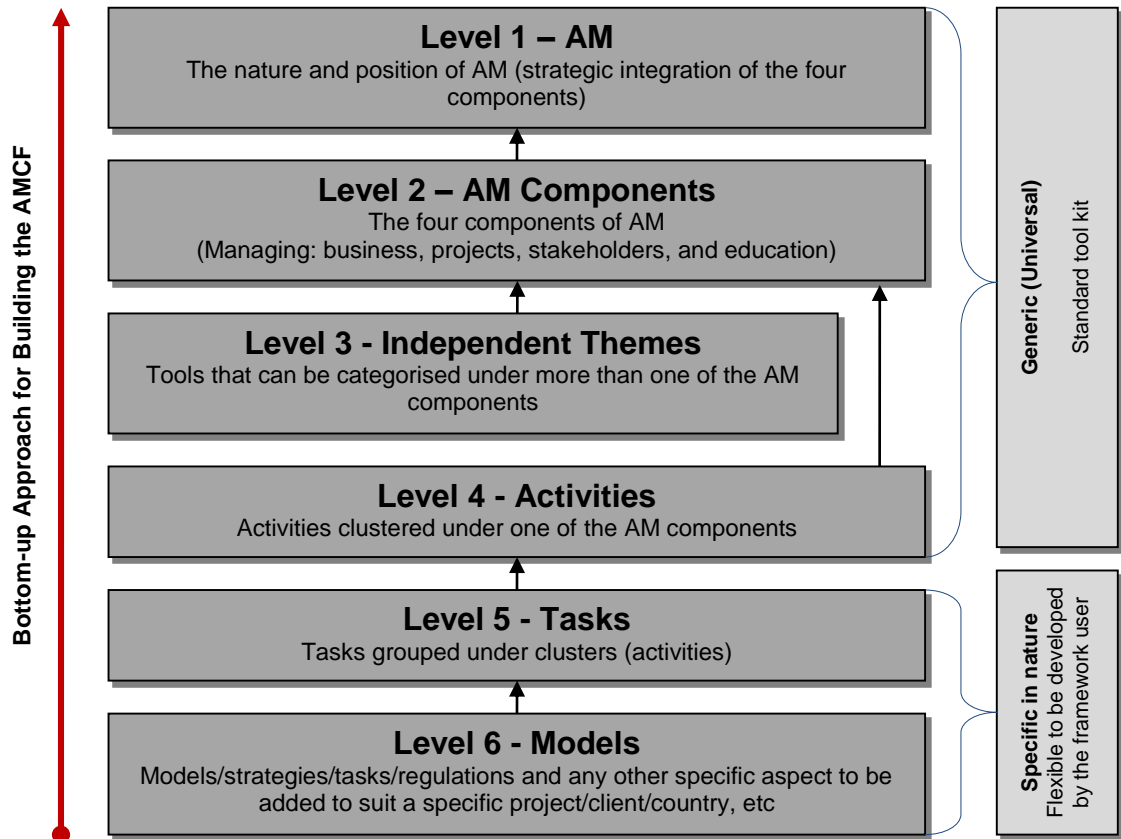 Bottom-up Approach for Building the AMCF
Level 1 – AM
The nature and position of AM (strategic integration of the four
components)
Level 2 – AM Components
The four components of AM
(Managing: business, projects, stakeholders, and education)
Level 3 - Independent Themes
Tools that can be categorised under more than one of the AM
components
Level 4 - Activities
Activities clustered under one of the AM components
Level 5 - Tasks
Tasks grouped under clusters (activities)
Level 6 - Models
Models/strategies/tasks/regulations and any other specific aspect to be
added to suit a specific project/client/country, etc
Generic (Universal)
Standard tool kit
Specific in nature
Flexible to be developed
by the framework user